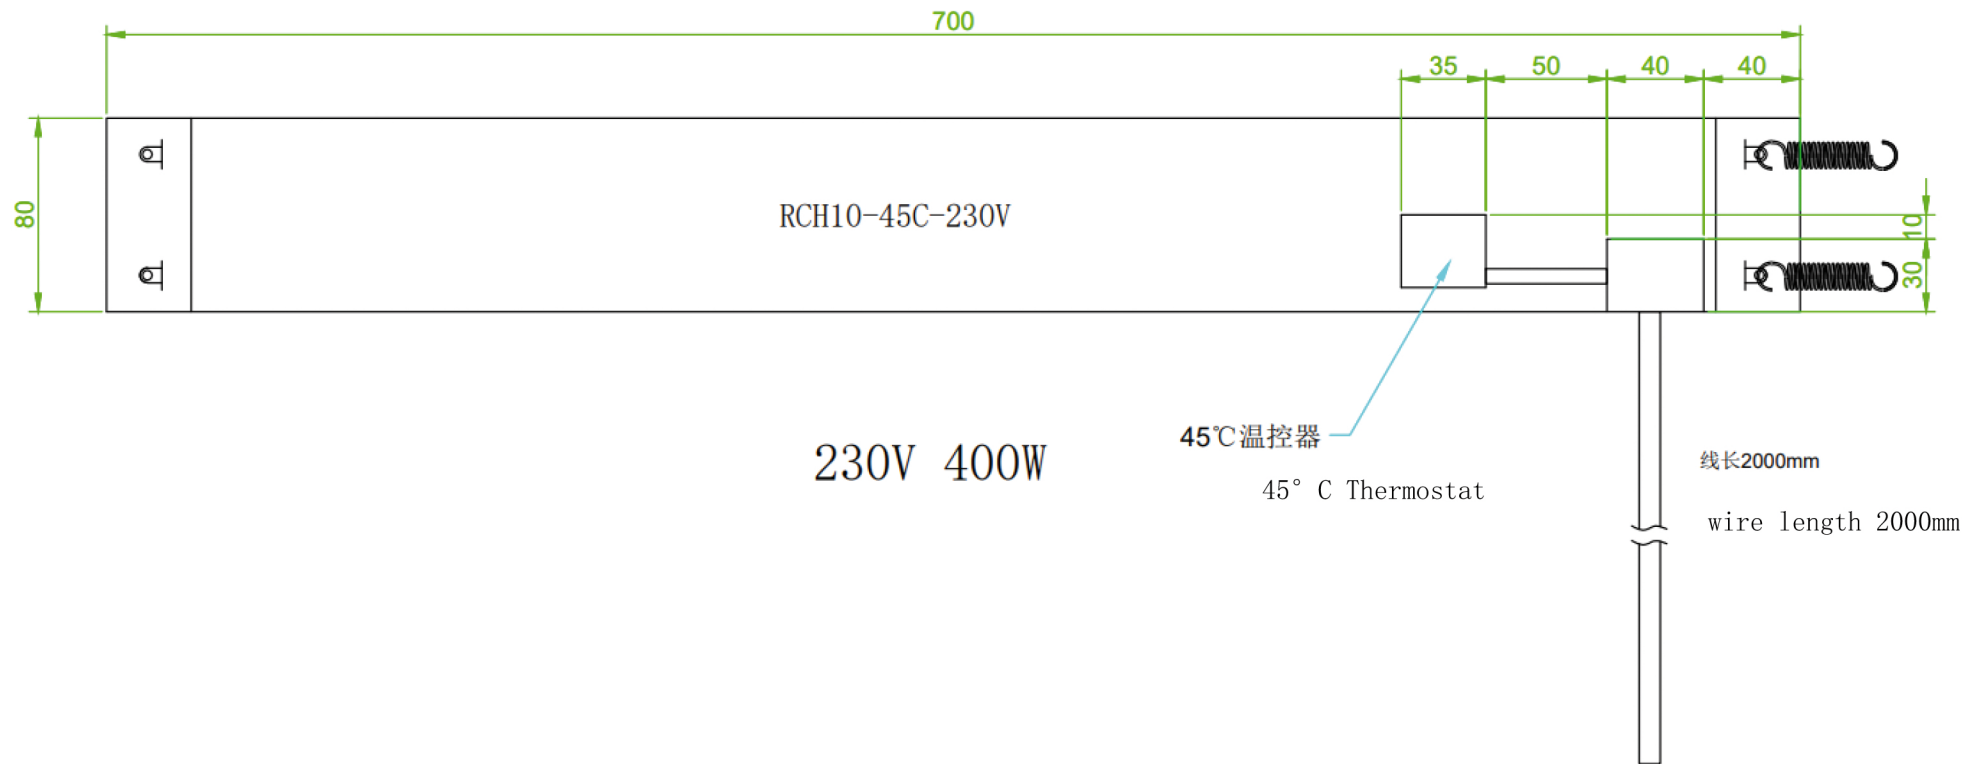 700
35 50 40 40
80
RCH10-45C-230V
10
30
230V 400W
45℃温控器
45° C Thermostat
线长2000mm
wire length 2000mm